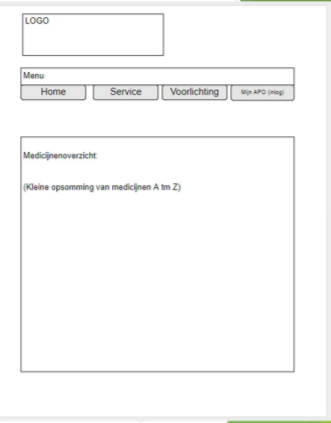 LOGO
Menu
Home Service Voorlichting Mijn APO (inlog)
Medicijnenoverzicht
(Kleine opsomming van medicijnen A tm Z)